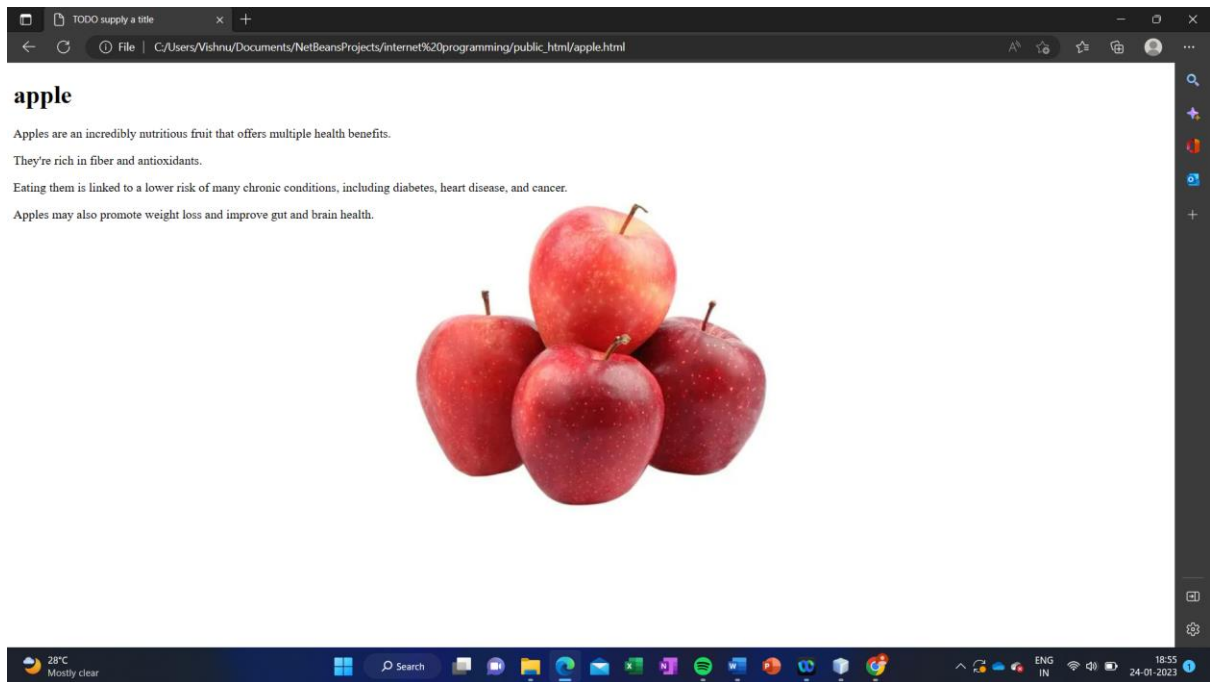 TODO supply a title
File | C:/Users/Vishnu/Documents/NetBeansProjects/internet%20programming/public_html/apple.html
apple
Apples are an incredibly nutritious fruit that offers multiple health benefits.
They're rich in fiber and antioxidants.
Eating them is linked to a lower risk of many chronic conditions, including diabetes, heart disease, and cancer.
Apples may also promote weight loss and improve gut and brain health.
28°C
Mostly clear
Search
ENG
IN
18:55
24-01-2023
1